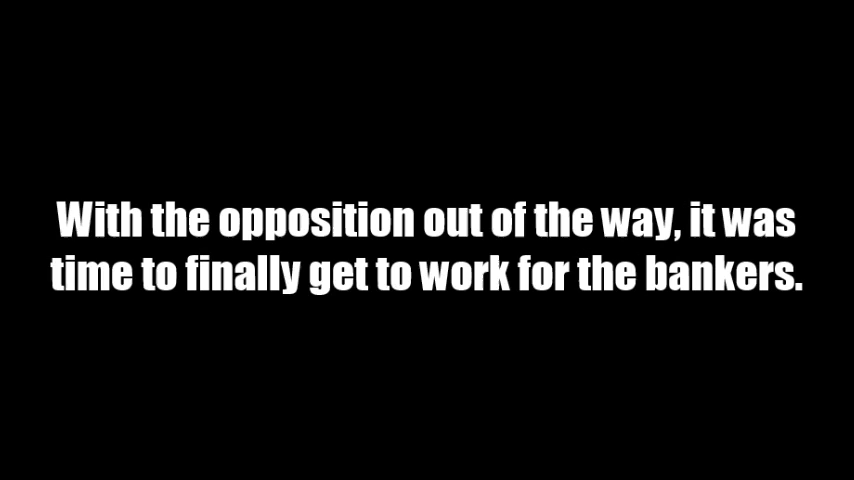 With the opposition out of the way, it was
time to finally get to work for the bankers.